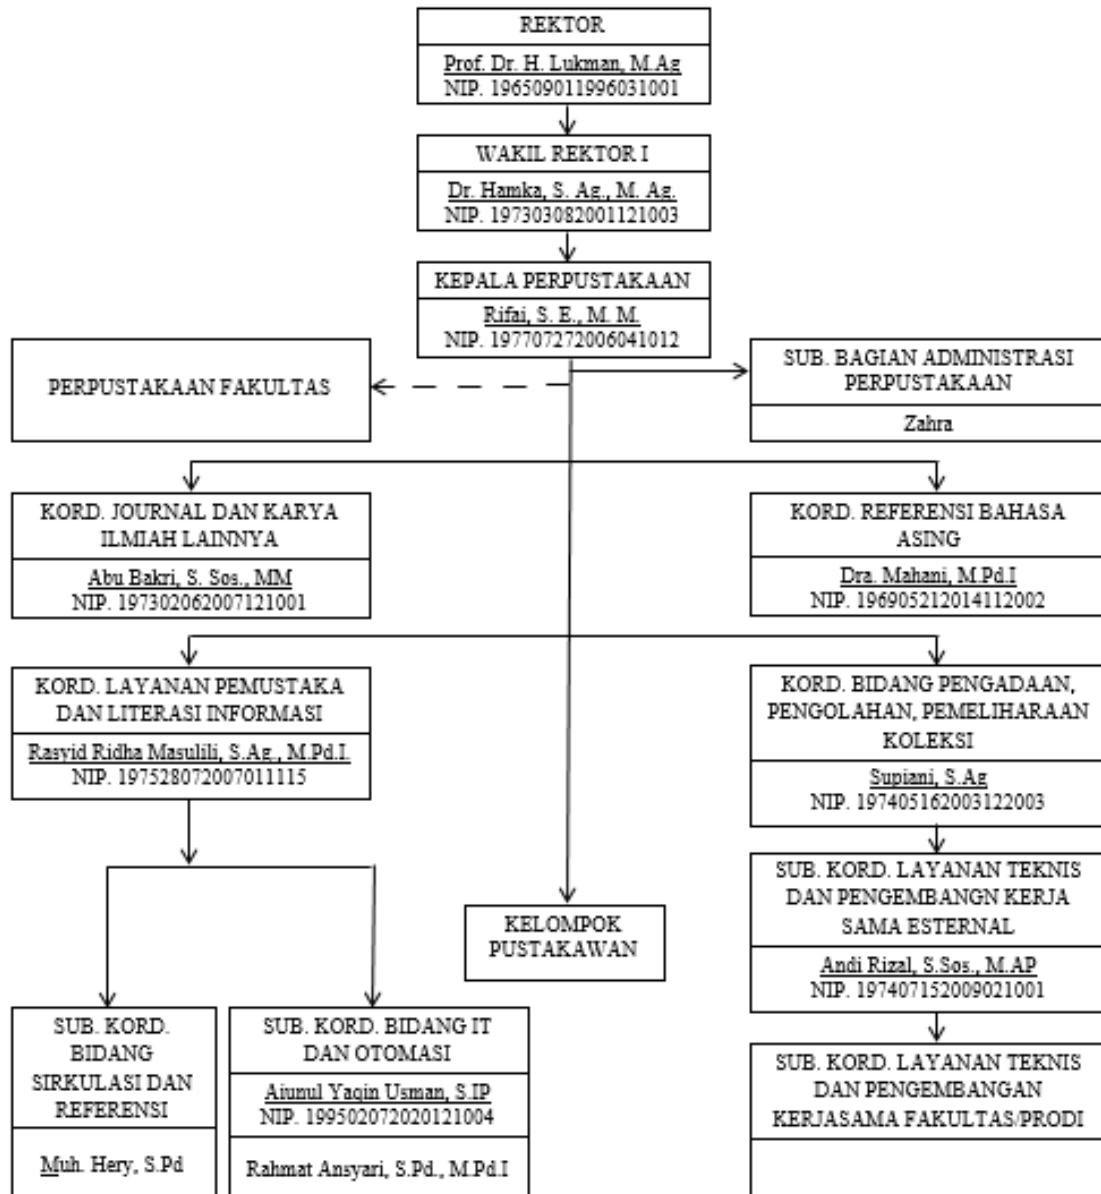 REKTOR
Prof. Dr. H. Lukman, M.Ag
NIP. 196509011996031001
WAKIL REKTOR I
Dr. Hamka, S. Ag., M. Ag.
NIP. 197303082001121003
KEPALA PERPUSTAKAAN
Rifai, S. E., M. M.
NIP. 197707272006041012
PERPUSTAKAAN FAKULTAS
SUB. BAGIAN ADMINISTRASI
PERPUSTAKAAN
Zahra
KORD. JOURNAL DAN KARYA
ILMIAH LAINNYA
Abu Bakri, S. Sos., MM
NIP. 197302062007121001
KORD. REFERENSI BAHASA
ASING
Dra. Mahani, M.Pd.I
NIP. 196905212014112002
KORD. LAYANAN PEMUSTAKA
DAN LITERASI INFORMASI
Rasyid Ridha Masulili, S.Ag., M.Pd.I.
NIP. 197528072007011115
KORD. BIDANG PENGADAAN,
PENGOLAHAN, PEMELIHARAAN
KOLEKSI
Supiani, S.Ag
NIP. 197405162003122003
SUB. KORD. LAYANAN TEKNIS
DAN PENGEMBANGN KERJA
SAMA ESTERNAL
Andi Rizal, S.Sos., M.AP
NIP. 197407152009021001
KELOMPOK
PUSTAKAWAN
SUB. KORD.
BIDANG
SIRKULASI DAN
REFERENSI
Muh. Hery, S.Pd
SUB. KORD. BIDANG IT
DAN OTOMASI
Aiunul Yaqin Usman, S.IP
NIP. 199502072020121004
Rahmat Ansyari, S.Pd., M.Pd.I
SUB. KORD. LAYANAN TEKNIS
DAN PENGEMBANGAN
KERJASAMA FAKULTAS/PRODI